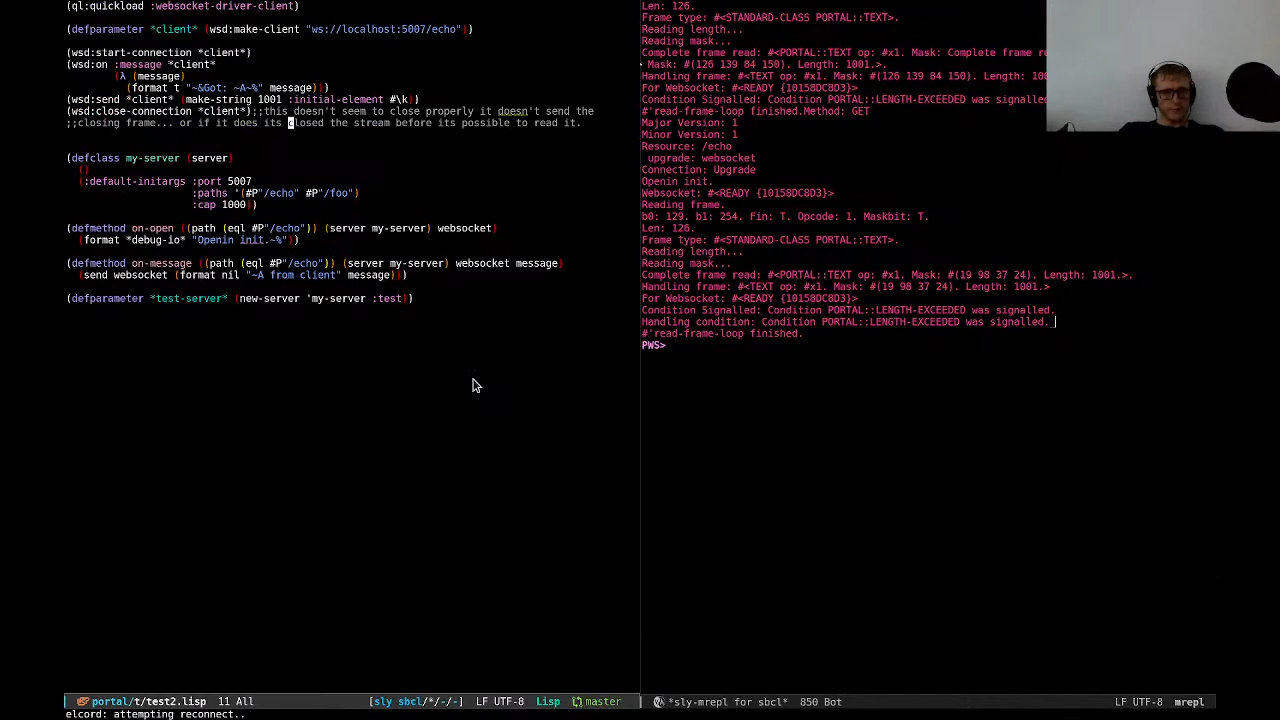 (ql:quickload :websocket-driver-client)
(defparameter *client* (wsd:make-client "ws://localhost:5007/echo"))
(wsd:start-connection *client*)
(wsd:on :message *client*
(λ (message)
(format t "~&Got: ~A~%" message)))
(wsd:send *client* (make-string 1001 :initial-element #\k))
(wsd:close-connection *client*);;this doesn't seem to close properly it doesn't send the
;;closing frame... or if it does its closed the stream before its possible to read it.
(defclass my-server (server)
()
(:default-initargs :port 5007
:paths '(#P"/echo" #P"/foo")
:cap 1000))
(defmethod on-open ((path (eql #P"/echo")) (server my-server) websocket)
(format *debug-io* "Openin init.~%"))
(defmethod on-message ((path (eql #P"/echo")) (server my-server) websocket message)
(send websocket (format nil "~A from client" message)))
(defparameter *test-server* (new-server 'my-server :test))
portal/t/test2.lisp 11 All [sly sbcl/*/-/-] LF UTF-8 Lisp master
elcord: attempting reconnect..
Len: 126.
Frame type: #<STANDARD-CLASS PORTAL::TEXT>.
Reading length...
Reading mask...
Complete frame read: #<PORTAL::TEXT op: #x1. Mask: Complete frame re
Mask: #(126 139 84 150). Length: 1001.>.
Handling frame: #<TEXT op: #x1. Mask: #(126 139 84 150). Length: 100
For Websocket: #<READY {10158DC8D3}>
Condition Signalled: Condition PORTAL::LENGTH-EXCEEDED was signalled
#'read-frame-loop finished.Method: GET
Major Version: 1
Minor Version: 1
Resource: /echo
upgrade: websocket
Connection: Upgrade
Openin init.
Websocket: #<READY {10158DC8D3}>
Reading frame.
b0: 129. b1: 254. Fin: T. Opcode: 1. Maskbit: T.
Len: 126.
Frame type: #<STANDARD-CLASS PORTAL::TEXT>.
Reading length...
Reading mask...
Complete frame read: #<PORTAL::TEXT op: #x1. Mask: #(19 98 37 24). Length: 1001.>.
Handling frame: #<TEXT op: #x1. Mask: #(19 98 37 24). Length: 1001.>
For Websocket: #<READY {10158DC8D3}>
Condition Signalled: Condition PORTAL::LENGTH-EXCEEDED was signalled.
Handling condition: Condition PORTAL::LENGTH-EXCEEDED was signalled.
#'read-frame-loop finished.
PWS>
*sly-mrepl for sbcl* 850 Bot LF UTF-8 mrepl